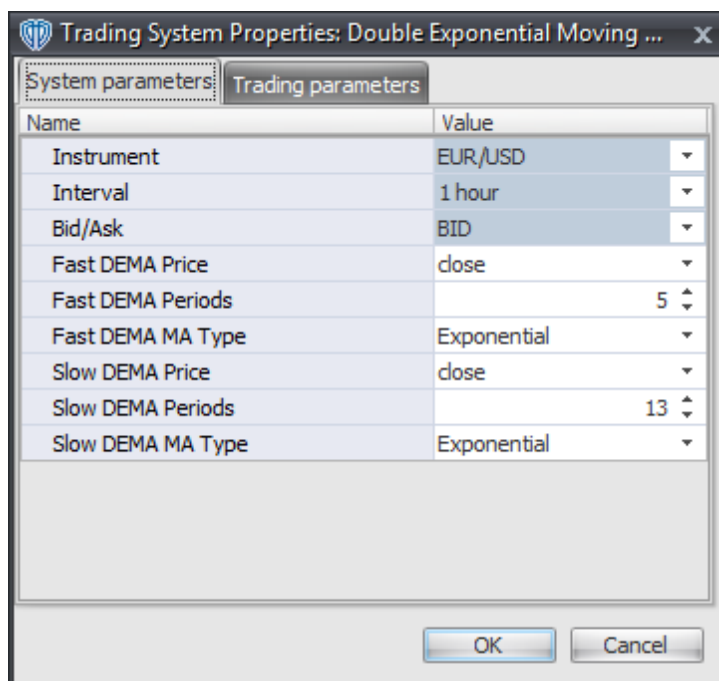 Trading System Properties: Double Exponential Moving ... x
System parameters Trading parameters
Name Value
Instrument EUR/USD
Interval 1 hour
Bid/Ask BID
Fast DEMA Price close
Fast DEMA Periods 5
Fast DEMA MA Type Exponential
Slow DEMA Price close
Slow DEMA Periods 13
Slow DEMA MA Type Exponential
OK Cancel